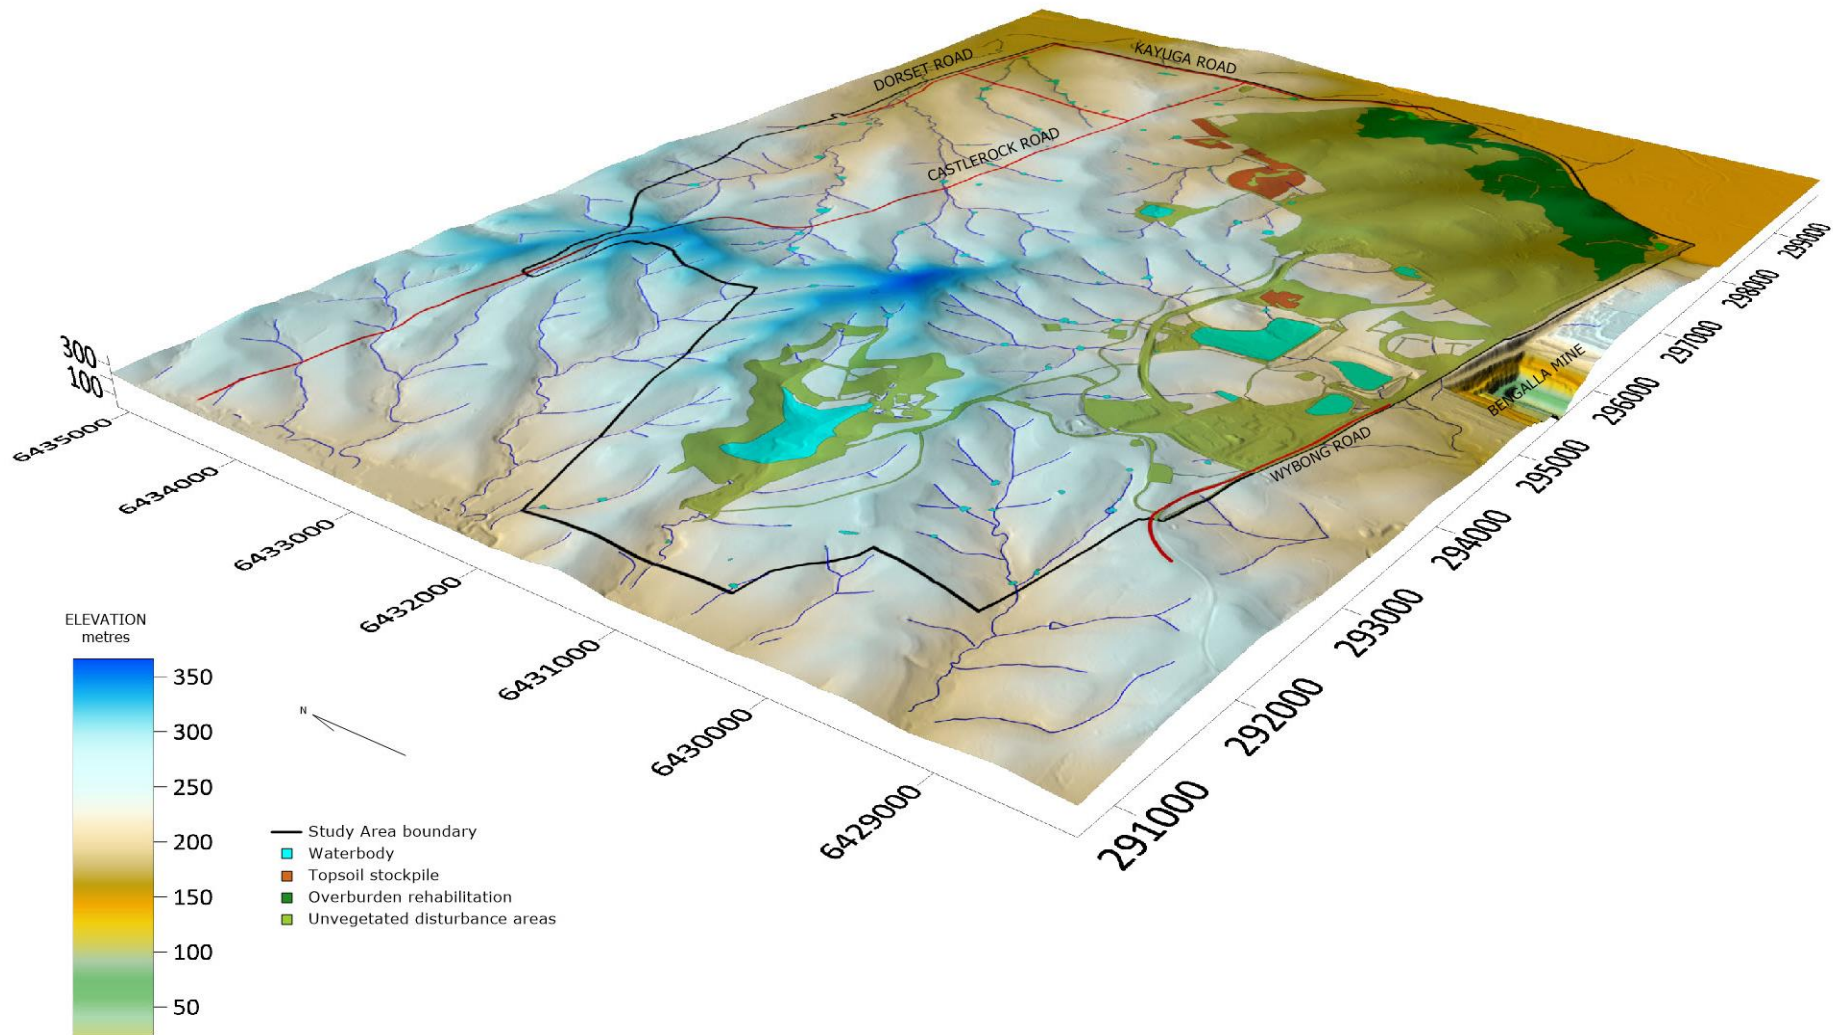 DORSET ROAD
KAYUGA ROAD
CASTLEROCK ROAD
BENGALLA MINE
WYBONG ROAD
300
100
6435000
6434000
6433000
6432000
6431000
6430000
6429000
291000
292000
293000
294000
295000
296000
297000
298000
299000
ELEVATION
metres
350
300
250
200
150
100
50
N
Study Area boundary
Waterbody
Topsoil stockpile
Overburden rehabilitation
Unvegetated disturbance areas